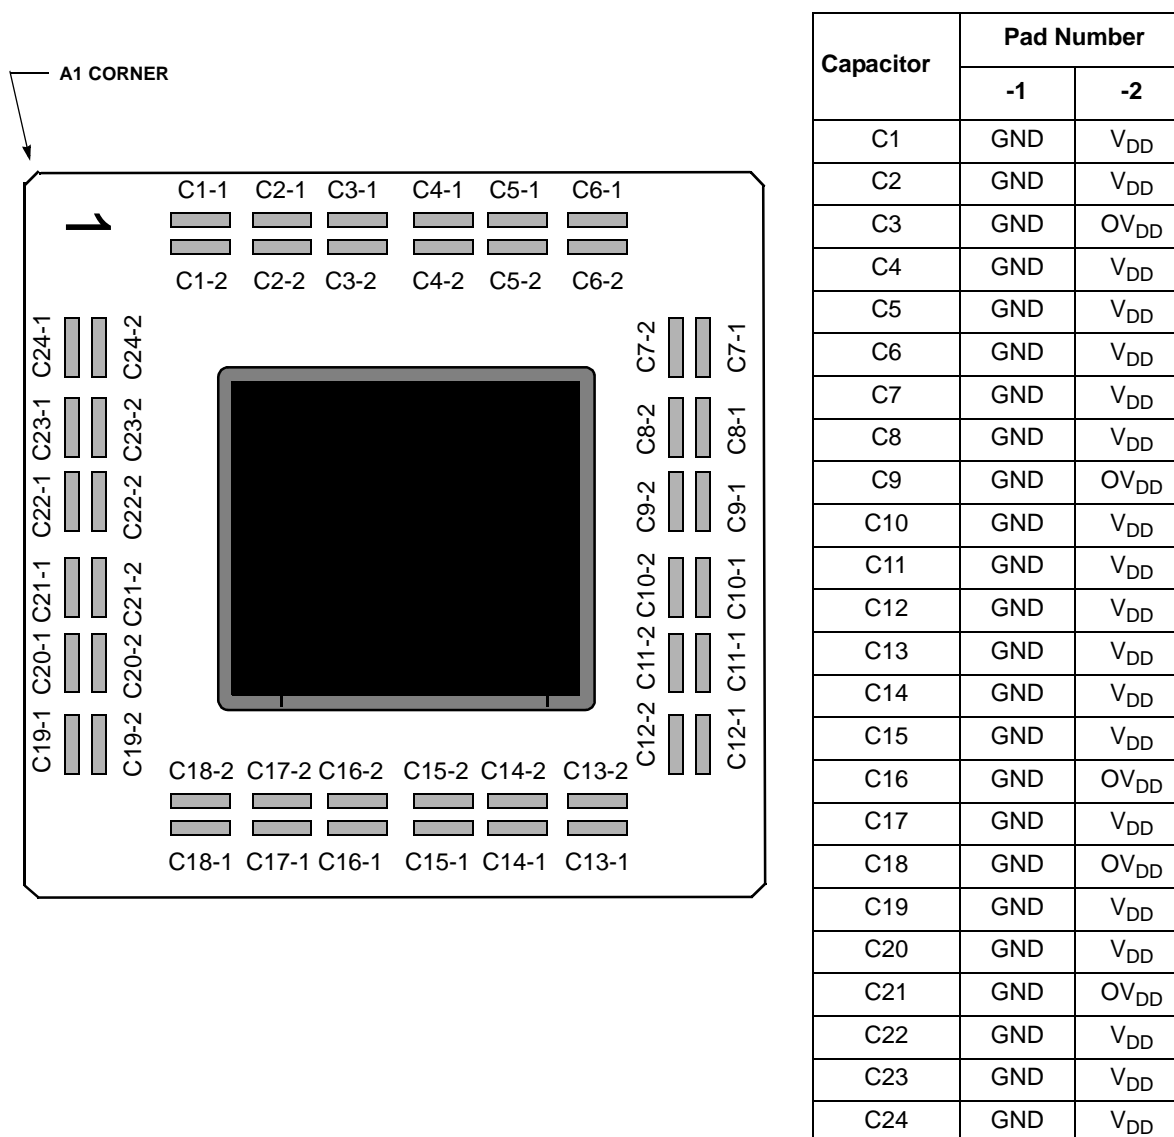 A1 CORNER
1
C1-1 C2-1 C3-1 C4-1 C5-1 C6-1
C1-2 C2-2 C3-2 C4-2 C5-2 C6-2
C24-1 C24-2
C23-1 C23-2
C22-1 C22-2
C21-1 C21-2
C20-1 C20-2
C19-1 C19-2
C7-2 C7-1
C8-2 C8-1
C9-2 C9-1
C10-2 C10-1
C11-2 C11-1
C12-2 C12-1
C18-2 C17-2 C16-2 C15-2 C14-2 C13-2
C18-1 C17-1 C16-1 C15-1 C14-1 C13-1
Capacitor Pad Number
-1 -2
C1 GND VDD
C2 GND VDD
C3 GND OVDD
C4 GND VDD
C5 GND VDD
C6 GND VDD
C7 GND VDD
C8 GND VDD
C9 GND OVDD
C10 GND VDD
C11 GND VDD
C12 GND VDD
C13 GND VDD
C14 GND VDD
C15 GND VDD
C16 GND OVDD
C17 GND VDD
C18 GND OVDD
C19 GND VDD
C20 GND VDD
C21 GND OVDD
C22 GND VDD
C23 GND VDD
C24 GND VDD